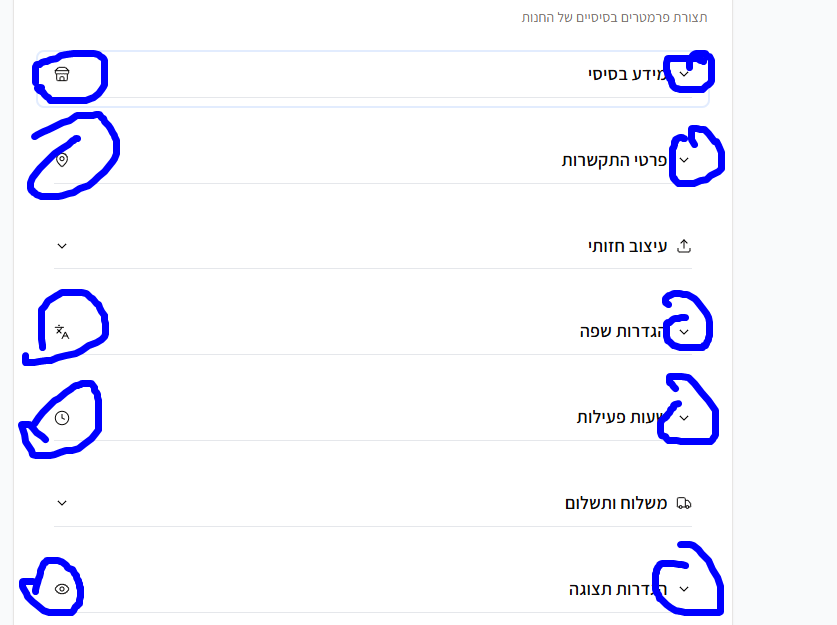 תצורת פרמטרים בסיסיים של החנות
מידע בסיסי
פרטי התקשרות
עיצוב חזותי
הגדרות שפה
שעות פעילות
משלוח ותשלום
הגדרות תצוגה